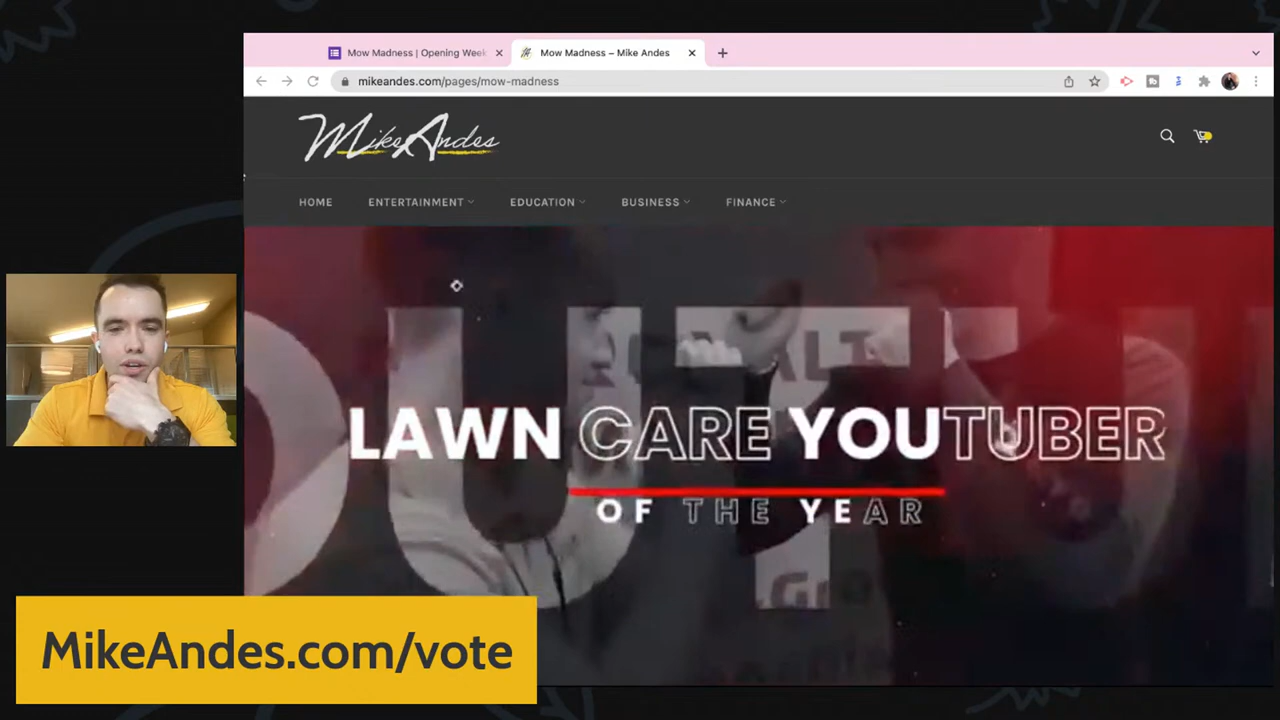 Mow Madness | Opening Week
Mow Madness – Mike Andes
mikeandes.com/pages/mow-madness
MikeAndes
HOME
ENTERTAINMENT
EDUCATION
BUSINESS
FINANCE
LAWN CARE YOUTUBER
OF THE YEAR
MikeAndes.com/vote